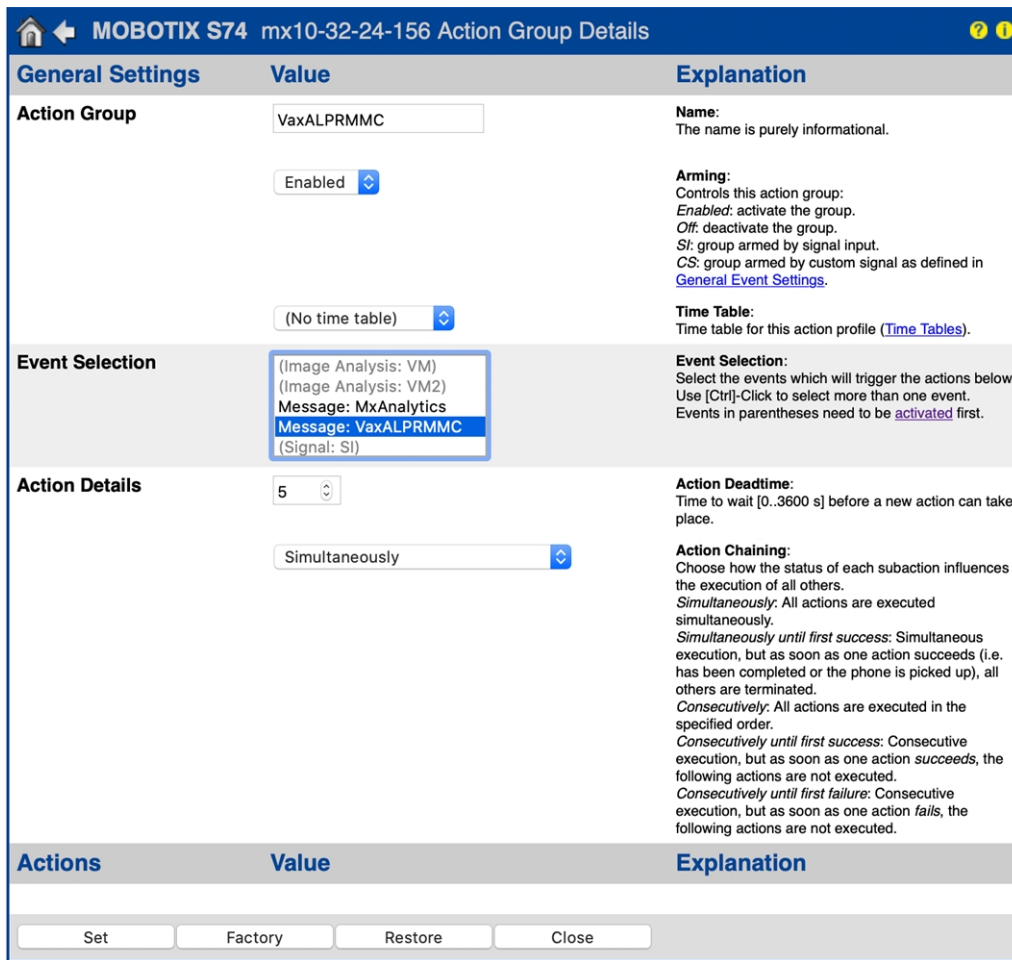 MOBOTIX S74 mx10-32-24-156 Action Group Details ? i
General Settings Value Explanation
Action Group
VaxALPRMMC
Name:
The name is purely informational.
Enabled
Arming:
Controls this action group:
Enabled: activate the group.
Off: deactivate the group.
SI: group armed by signal input.
CS: group armed by custom signal as defined in
General Event Settings.
(No time table)
Time Table:
Time table for this action profile (Time Tables).
Event Selection
(Image Analysis: VM)
(Image Analysis: VM2)
Message: MxAnalytics
Message: VaxALPRMMC
(Signal: SI)
Event Selection:
Select the events which will trigger the actions below
Use [Ctrl]-Click to select more than one event.
Events in parentheses need to be activated first.
Action Details
5
Action Deadtime:
Time to wait [0..3600 s] before a new action can take
place.
Simultaneously
Action Chaining:
Choose how the status of each subaction influences
the execution of all others.
Simultaneously: All actions are executed
simultaneously.
Simultaneously until first success: Simultaneous
execution, but as soon as one action succeeds (i.e.
has been completed or the phone is picked up), all
others are terminated.
Consecutively: All actions are executed in the
specified order.
Consecutively until first success: Consecutive
execution, but as soon as one action succeeds, the
following actions are not executed.
Consecutively until first failure: Consecutive
execution, but as soon as one action fails, the
following actions are not executed.
Actions Value Explanation
Set Factory Restore Close